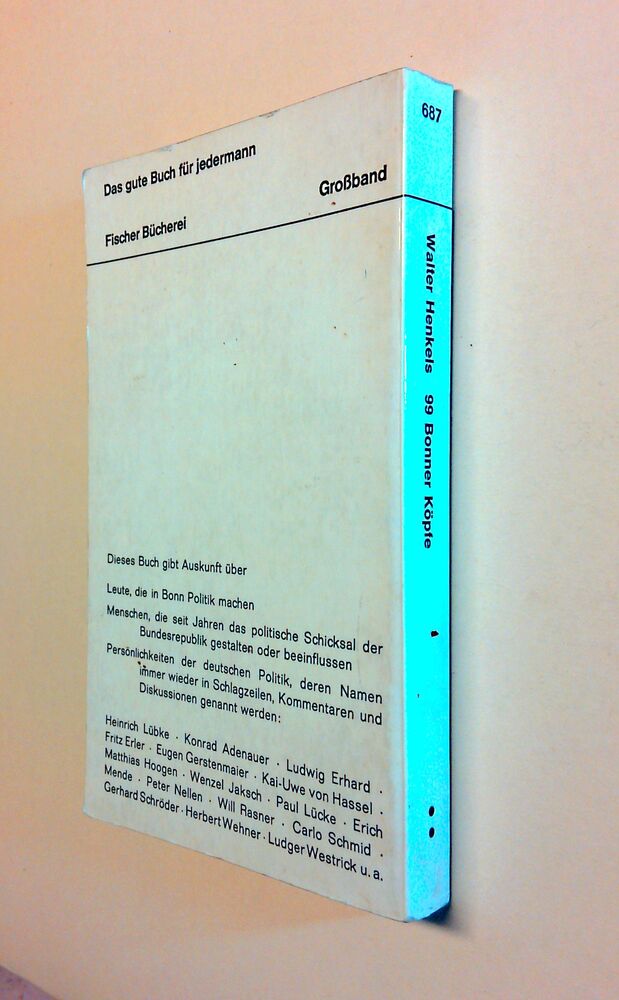 Das gute Buch für jedermann
Großband
Fischer Bücherei
Dieses Buch gibt Auskunft über
Leute, die in Bonn Politik machen
Menschen, die seit Jahren das politische Schicksal der
Bundesrepublik gestalten oder beeinflussen
Persönlichkeiten der deutschen Politik, deren Namen
immer wieder in Schlagzeilen, Kommentaren und
Diskussionen genannt werden:
Heinrich Lübke · Konrad Adenauer · Ludwig Erhard ·
Fritz Erler · Eugen Gerstenmaier · Kai-Uwe von Hassel ·
Matthias Hoogen · Wenzel Jaksch · Paul Lücke · Erich
Mende · Peter Nellen · Will Rasner · Carlo Schmid ·
Gerhard Schröder · Herbert Wehner · Ludger Westrick u. a.
687
Walter Henkels 99 Bonner Köpfe